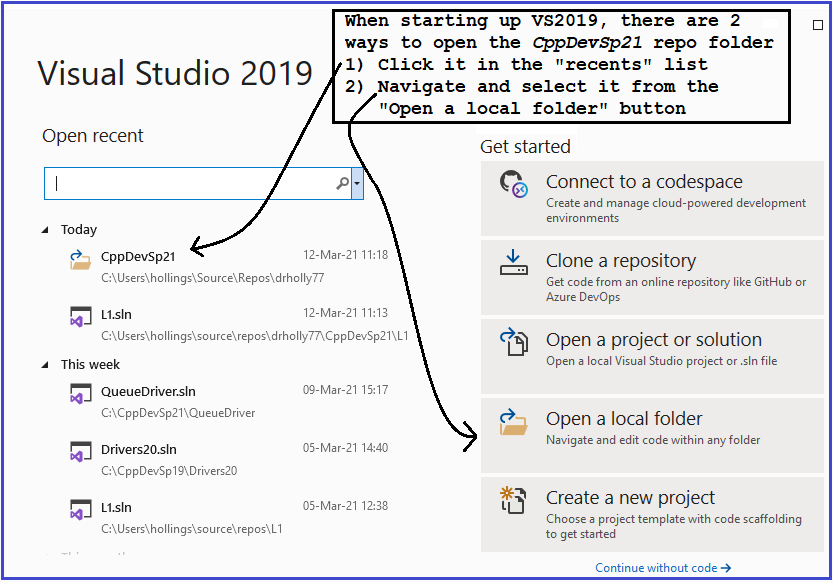 When starting up VS2019, there are 2
ways to open the CppDevSp21 repo folder
1) Click it in the "recents" list
2) Navigate and select it from the
"Open a local folder" button
Visual Studio 2019
Open recent
Today
CppDevSp21 12-Mar-21 11:18
C:\Users\hollings\Source\Repos\drholly77
L1.sln 12-Mar-21 11:13
C:\Users\hollings\source\repos\drholly77\CppDevSp21\L1
This week
QueueDriver.sln 09-Mar-21 15:17
C:\CppDevSp21\QueueDriver
Drivers20.sln 05-Mar-21 14:40
C:\CppDevSp19\Drivers20
L1.sln 05-Mar-21 12:38
C:\Users\hollings\source\repos\L1
Get started
Connect to a codespace
Create and manage cloud-powered development
environments
Clone a repository
Get code from an online repository like GitHub or
Azure DevOps
Open a project or solution
Open a local Visual Studio project or .sln file
Open a local folder
Navigate and edit code within any folder
Create a new project
Choose a project template with code scaffolding
to get started
Continue without code →